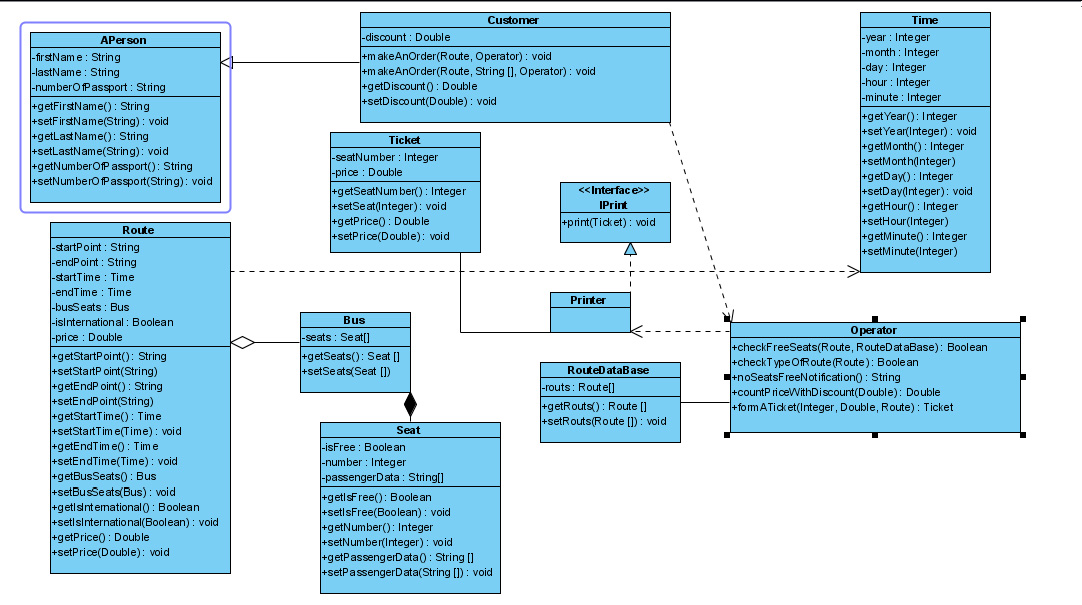 APerson
-firstName : String
-lastName : String
-numberOfPassport : String
+getFirstName() : String
+setFirstName(String) : void
+getLastName() : String
+setLastName(String) : void
+getNumberOfPassport() : String
+setNumberOfPassport(String) : void
Customer
-discount : Double
+makeAnOrder(Route, Operator) : void
+makeAnOrder(Route, String [], Operator) : void
+getDiscount() : Double
+setDiscount(Double) : void
Time
-year : Integer
-month : Integer
-day : Integer
-hour : Integer
-minute : Integer
+getYear() : Integer
+setYear(Integer) : void
+getMonth() : Integer
+setMonth(Integer)
+getDay() : Integer
+setDay(Integer) : void
+getHour() : Integer
+setHour(Integer)
+getMinute() : Integer
+setMinute(Integer)
Ticket
-seatNumber : Integer
-price : Double
+getSeatNumber() : Integer
+setSeat(Integer) : void
+getPrice() : Double
+setPrice(Double) : void
<<Interface>>
IPrint
+print(Ticket) : void
Route
-startPoint : String
-endPoint : String
-startTime : Time
-endTime : Time
-busSeats : Bus
-isInternational : Boolean
-price : Double
+getStartPoint() : String
+setStartPoint(String)
+getEndPoint() : String
+setEndPoint(String)
+getStartTime() : Time
+setStartTime(Time) : void
+getEndTime() : Time
+setEndTime(Time) : void
+getBusSeats() : Bus
+setBusSeats(Bus) : void
+getIsInternational() : Boolean
+setIsInternational(Boolean) : void
+getPrice() : Double
+setPrice(Double) : void
Bus
-seats : Seat[]
+getSeats() : Seat []
+setSeats(Seat [])
Printer
Operator
+checkFreeSeats(Route, RouteDataBase) : Boolean
+checkTypeOfRoute(Route) : Boolean
+noSeatsFreeNotification() : String
+countPriceWithDiscount(Double) : Double
+formATicket(Integer, Double, Route) : Ticket
RouteDataBase
-routs : Route[]
+getRouts() : Route []
+setRouts(Route []) : void
Seat
-isFree : Boolean
-number : Integer
-passengerData : String[]
+getIsFree() : Boolean
+setIsFree(Boolean) : void
+getNumber() : Integer
+setNumber(Integer) : void
+getPassengerData() : String []
+setPassengerData(String []) : void